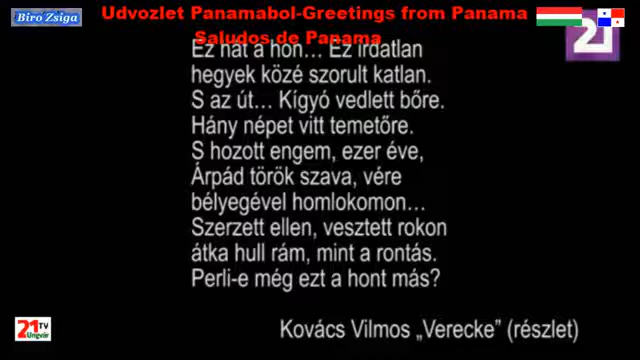 Biro Zsiga
Udvozlet Panamabol-Greetings from Panama
Saludos de Panama
21
Ez hát a hon... Ez irdatlan
hegyek közé szorult katlan.
S az út... Kígyó vedlett bőre.
Hány népet vitt temetőre.
S hozott engem, ezer éve,
Árpád török szava, vére
bélyegével homlokomon...
Szerzett ellen, vesztett rokon
átka hull rám, mint a rontás.
Perli-e még ezt a hont más?
Kovács Vilmos „Verecke” (részlet)
21 TV
Ungvár